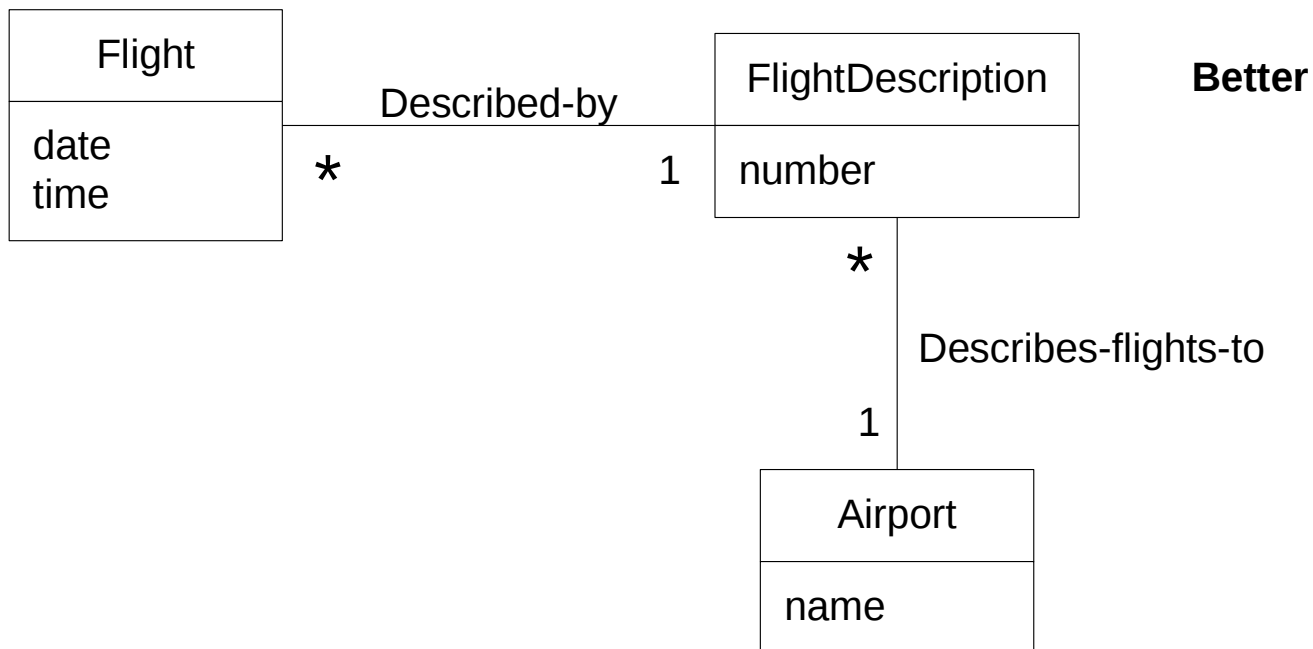 Flight
FlightDescription
Better
Described-by
date
time
*
1
number
*
Describes-flights-to
1
Airport
name